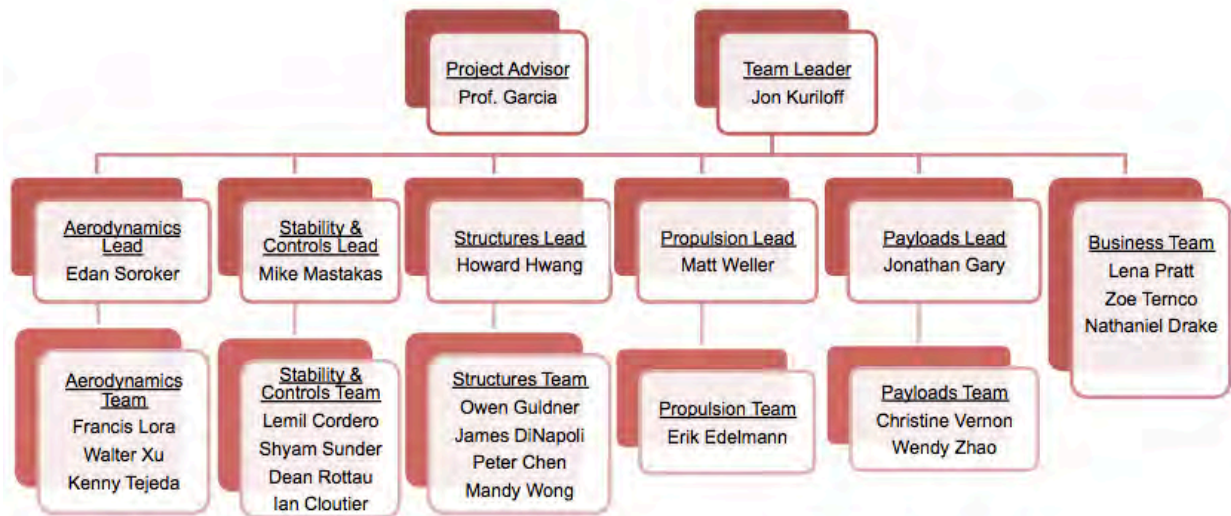 Project Advisor
Prof. Garcia
Team Leader
Jon Kuriloff
Aerodynamics
Lead
Edan Soroker
Stability &
Controls Lead
Mike Mastakas
Structures Lead
Howard Hwang
Propulsion Lead
Matt Weller
Payloads Lead
Jonathan Gary
Business Team
Lena Pratt
Zoe Ternco
Nathaniel Drake
Aerodynamics
Team
Francis Lora
Walter Xu
Kenny Tejeda
Stability &
Controls Team
Lemil Cordero
Shyam Sunder
Dean Rottau
Ian Cloutier
Structures Team
Owen Guldner
James DiNapoli
Peter Chen
Mandy Wong
Propulsion Team
Erik Edelmann
Payloads Team
Christine Vernon
Wendy Zhao